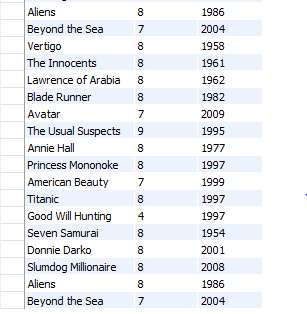 Aliens 8 1986
Beyond the Sea 7 2004
Vertigo 8 1958
The Innocents 8 1961
Lawrence of Arabia 8 1962
Blade Runner 8 1982
Avatar 7 2009
The Usual Suspects 9 1995
Annie Hall 8 1977
Princess Mononoke 8 1997
American Beauty 7 1999
Titanic 8 1997
Good Will Hunting 4 1997
Seven Samurai 8 1954
Donnie Darko 8 2001
Slumdog Millionaire 8 2008
Aliens 8 1986
Beyond the Sea 7 2004